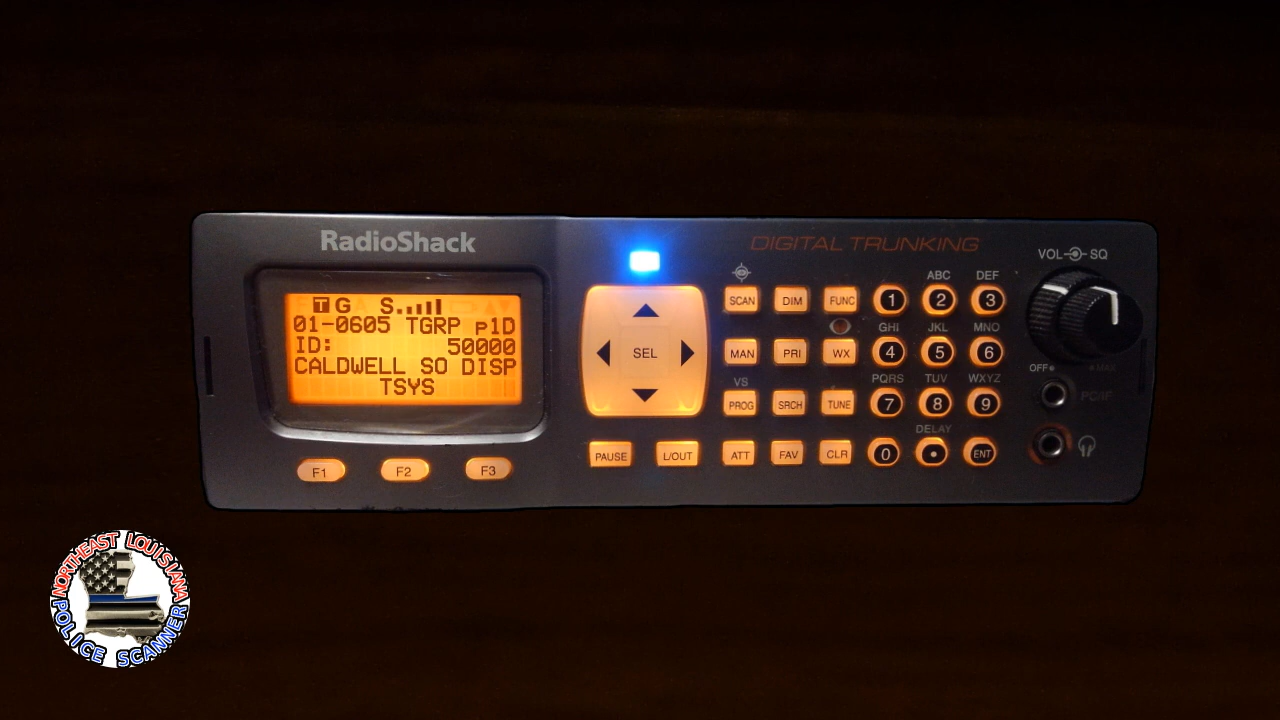 RadioShack
DIGITAL TRUNKING
VOL SQ
T G S
01-0605 TGRP p1D
ID: 50000
CALDWELL SO DISP
TSYS
F1 F2 F3
SEL
PAUSE L/OUT
ABC DEF
SCAN DIM FUNC 1 2 3
GHI JKL MNO
MAN PRI WX 4 5 6
VS PQRS TUV WXYZ
PROG SRCH TUNE 7 8 9
DELAY
ATT FAV CLR 0 ENT
OFF MAX
PC/IF
NORTHEAST LOUISIANA
POLICE SCANNER